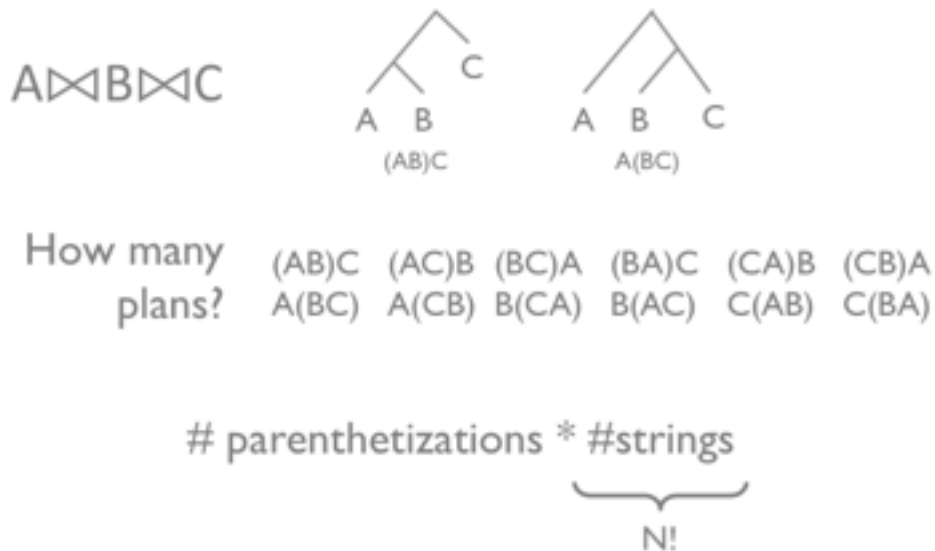 A⋈B⋈C
C
A B
(AB)C
A B C
A(BC)
How many plans?
(AB)C (AC)B (BC)A (BA)C (CA)B (CB)A
A(BC) A(CB) B(CA) B(AC) C(AB) C(BA)
# parenthetizations * #strings
N!